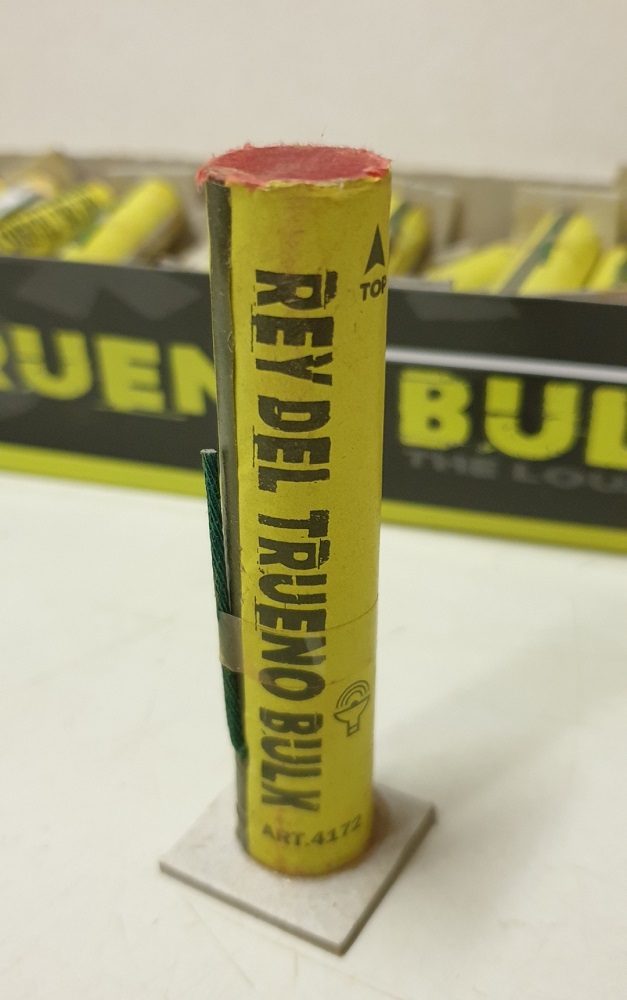 TOP
REY DEL TRUENO BULK
ART.4172
RUEN
BUL
THE LOU